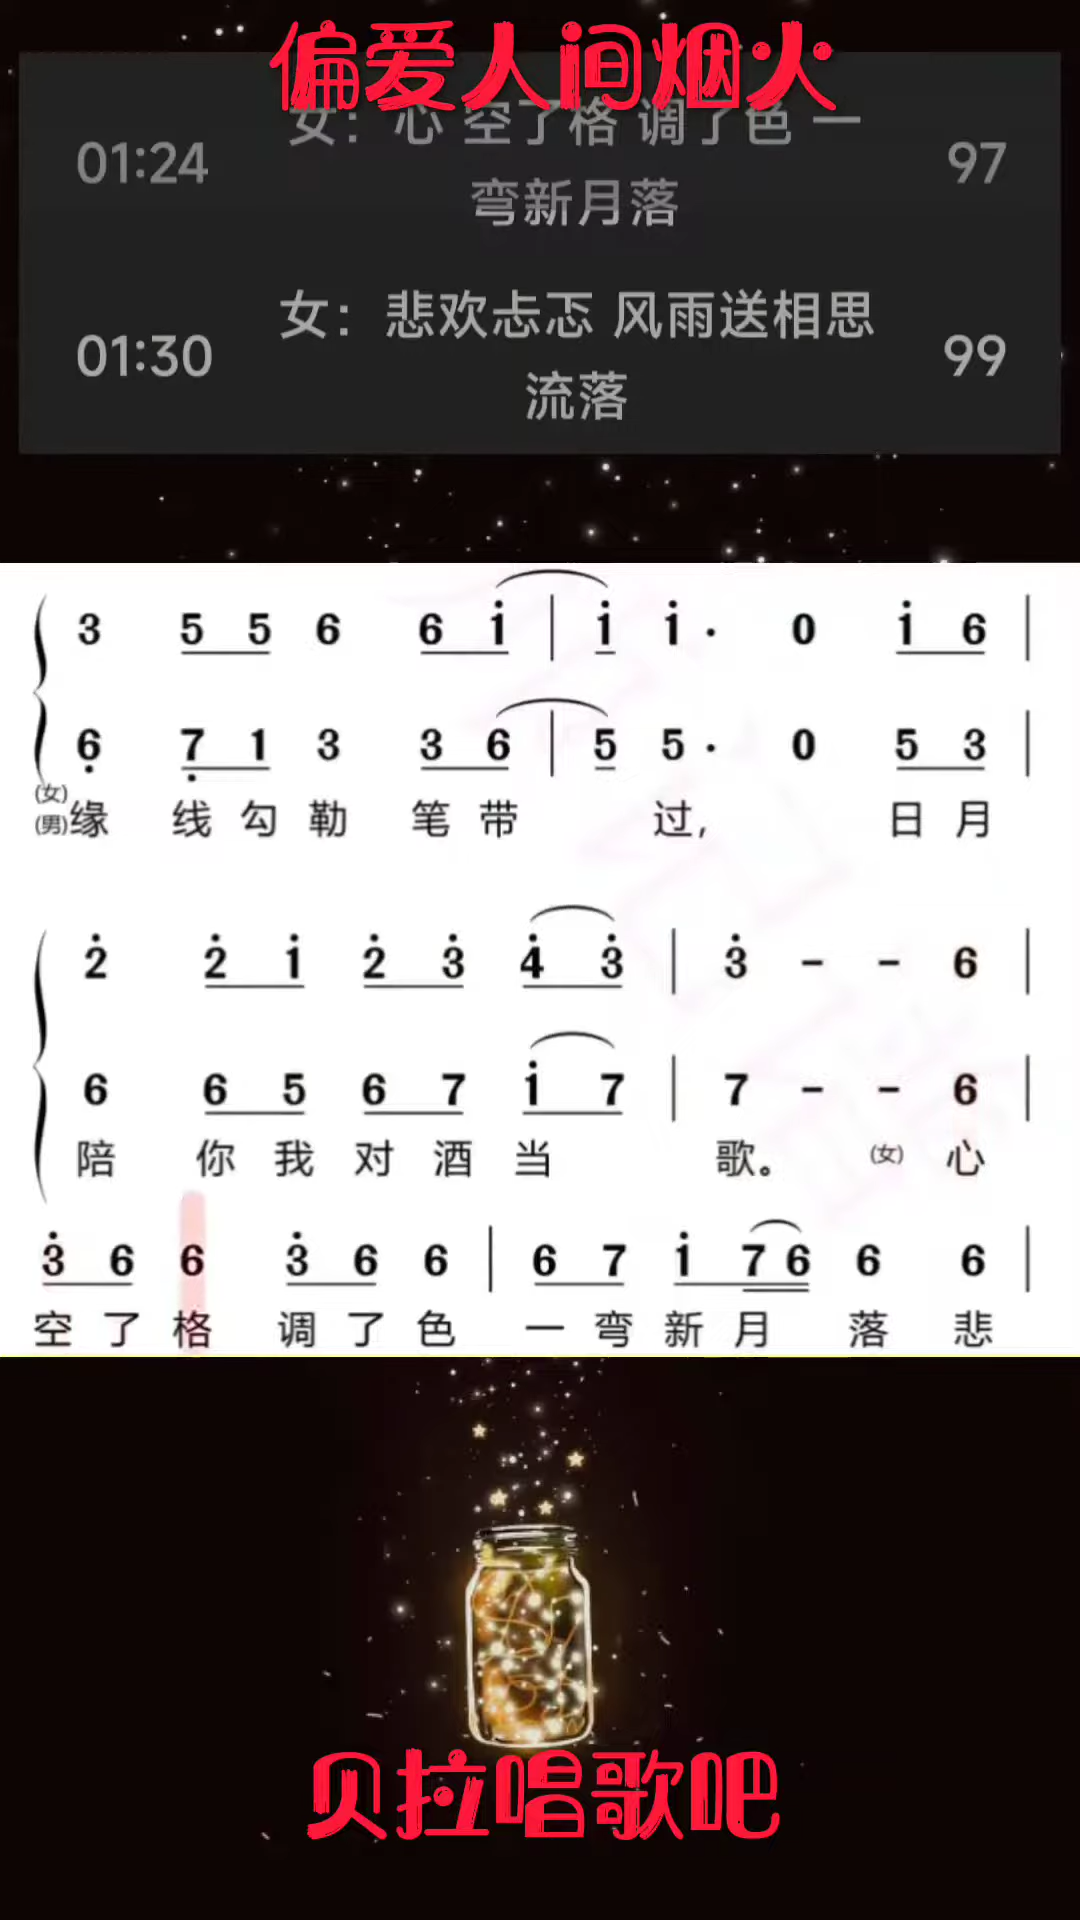 偏爱人间烟火
01:24 女：心 空了格 调了色 一弯新月落 97
01:30 女：悲欢忐忑 风雨送相思流落 99
3 5 5 6 6 i | i i · 0 i 6 |
6 7 1 3 3 6 | 5 5 · 0 5 3 |
(女)
(男)缘 线 勾 勒 笔 带 过, 日 月
2 2 i 2 3 4 3 | 3 - - 6 |
6 6 5 6 7 i 7 | 7 - - 6 |
陪 你 我 对 酒 当 歌。 (女) 心
3 6 6 3 6 6 | 6 7 i 7 6 6 6 |
空 了 格 调 了 色 一 弯 新 月 落 悲
贝拉唱歌吧